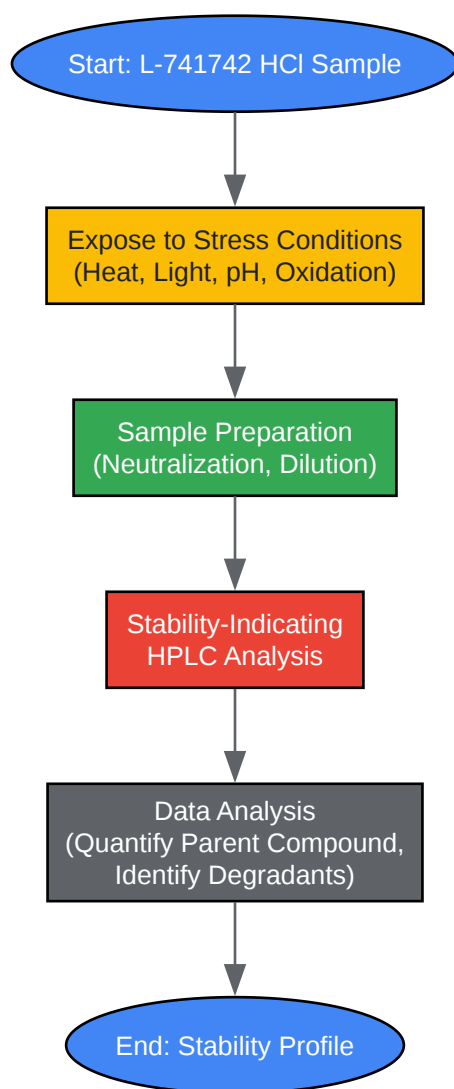 Start: L-741742 HCl Sample
Expose to Stress Conditions
(Heat, Light, pH, Oxidation)
Sample Preparation
(Neutralization, Dilution)
Stability-Indicating
HPLC Analysis
Data Analysis
(Quantify Parent Compound,
Identify Degradants)
End: Stability Profile